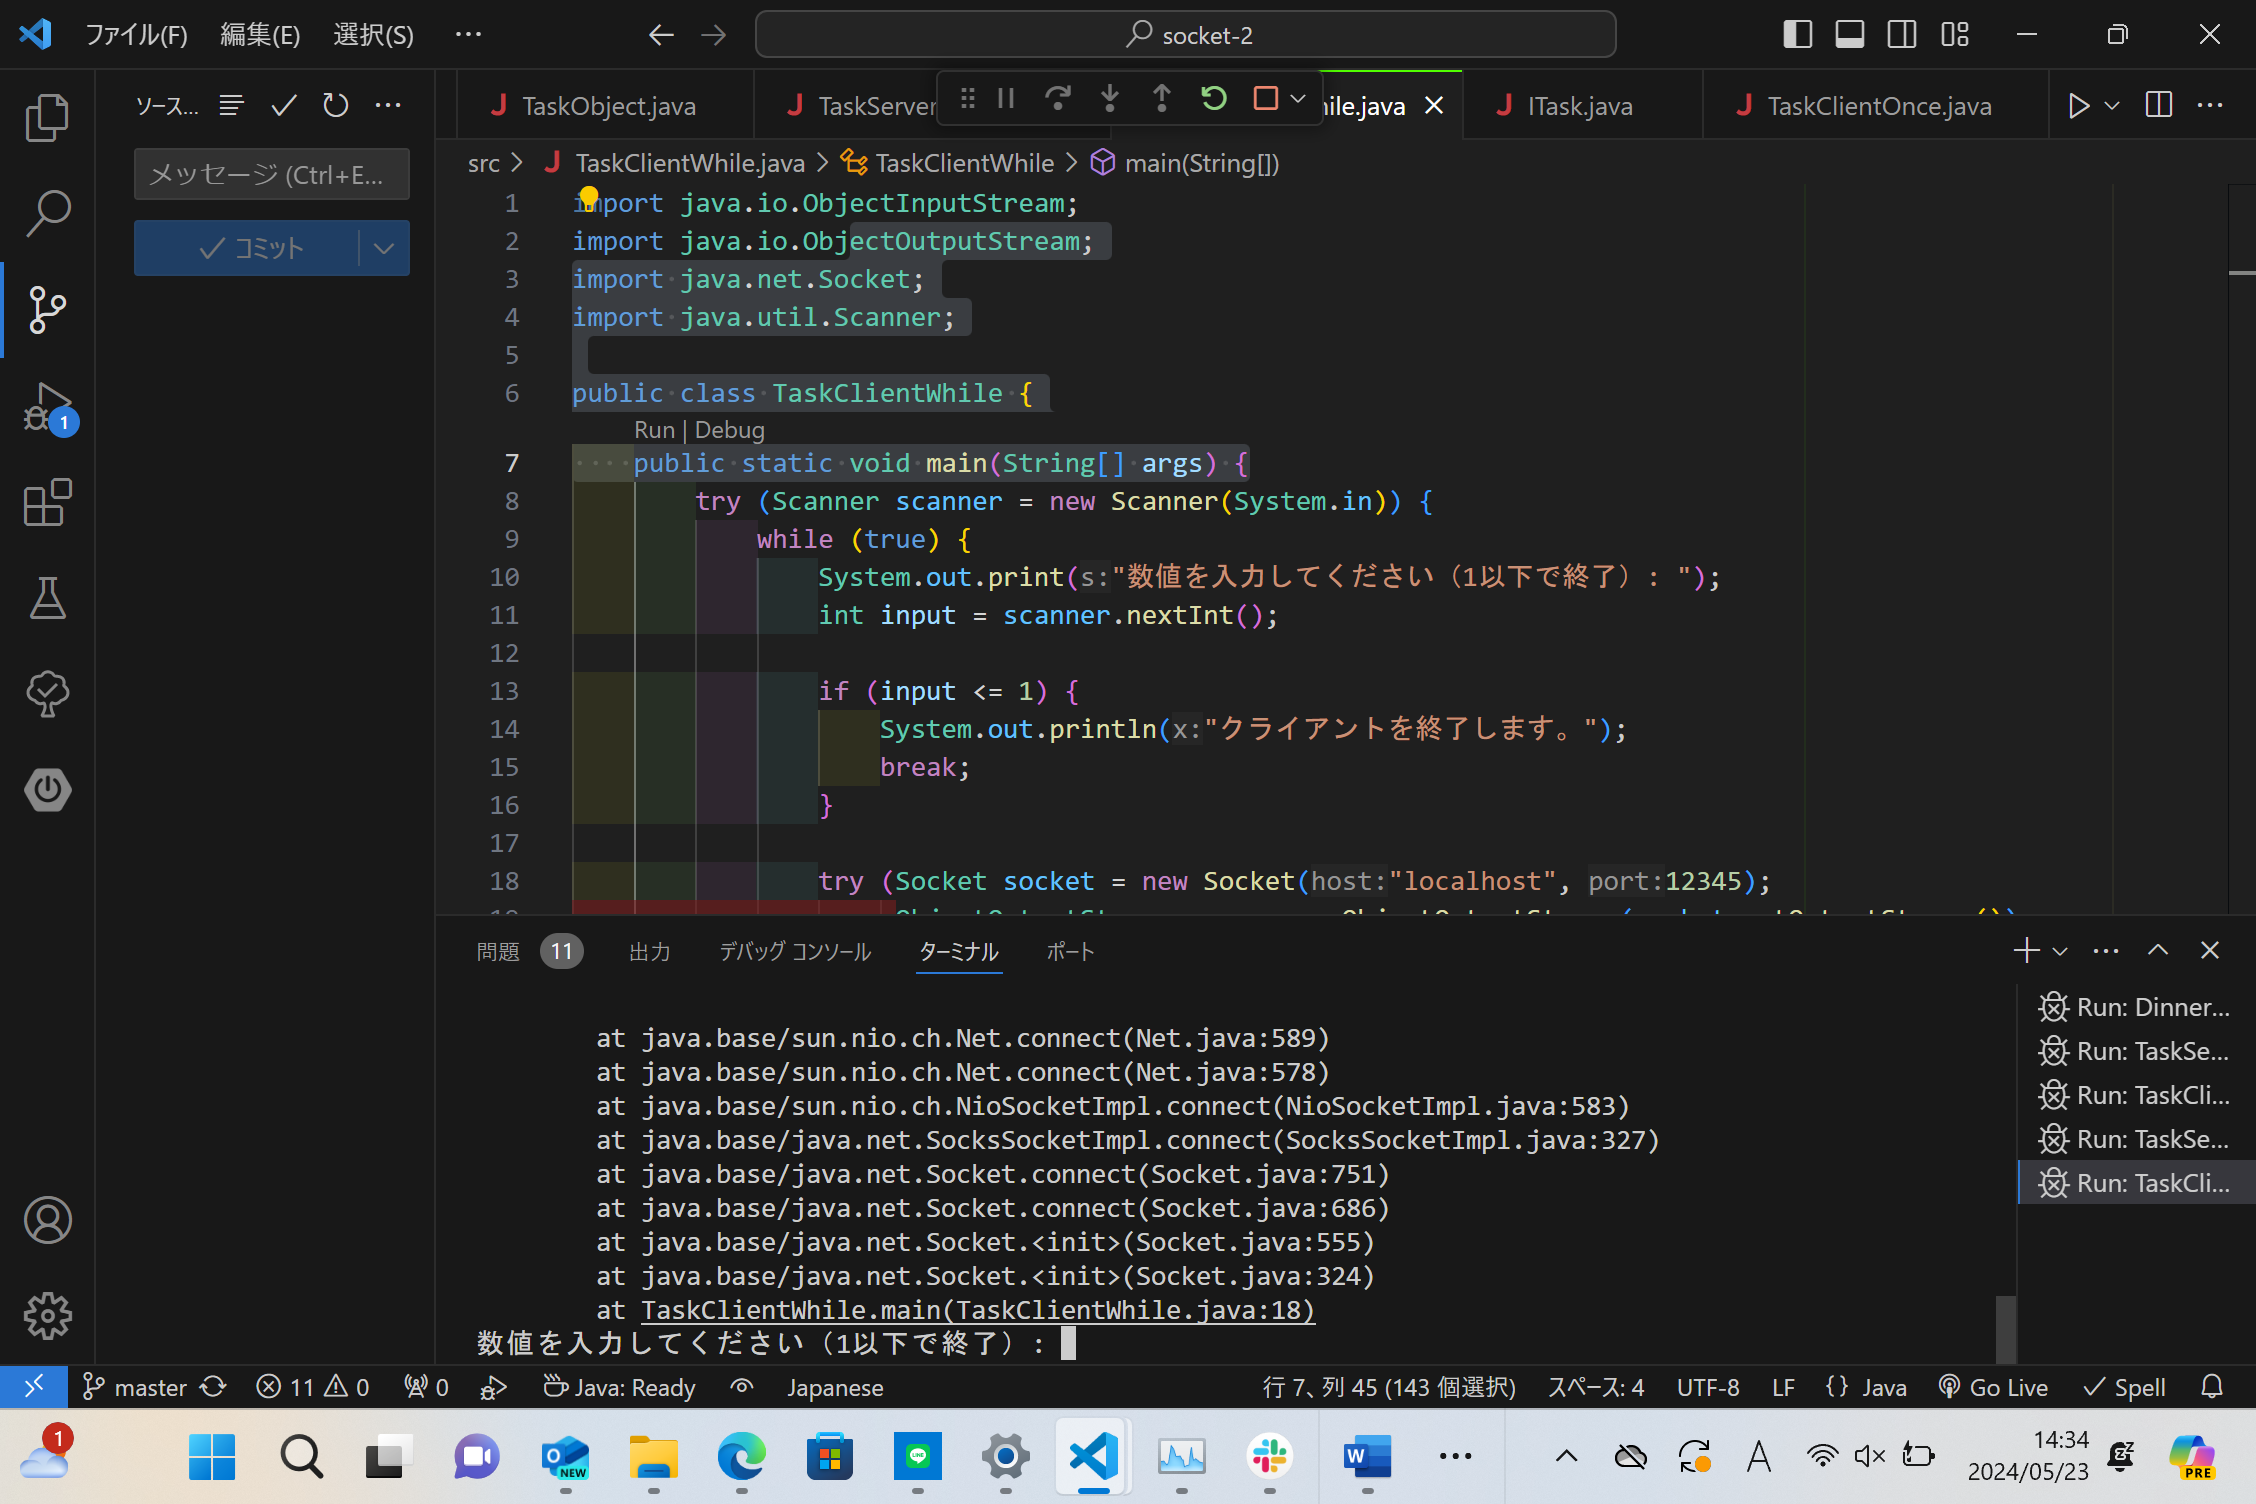 ファイル(F) 編集(E) 選択(S) ··· socket-2
ソース...
メッセージ (Ctrl+E...
コミット
1
TaskObject.java TaskServer hile.java ITask.java TaskClientOnce.java
src > TaskClientWhile.java > TaskClientWhile > main(String[])
1 import java.io.ObjectInputStream;
2 import java.io.ObjectOutputStream;
3 import java.net.Socket;
4 import java.util.Scanner;
5
6 public class TaskClientWhile {
Run | Debug
7 public static void main(String[] args) {
8 try (Scanner scanner = new Scanner(System.in)) {
9 while (true) {
10 System.out.print(s:"数値を入力してください（1以下で終了）: ");
11 int input = scanner.nextInt();
12
13 if (input <= 1) {
14 System.out.println(x:"クライアントを終了します。");
15 break;
16 }
17
18 try (Socket socket = new Socket(host:"localhost", port:12345);
問題 11 出力 デバッグ コンソール ターミナル ポート
at java.base/sun.nio.ch.Net.connect(Net.java:589)
at java.base/sun.nio.ch.Net.connect(Net.java:578)
at java.base/sun.nio.ch.NioSocketImpl.connect(NioSocketImpl.java:583)
at java.base/java.net.SocksSocketImpl.connect(SocksSocketImpl.java:327)
at java.base/java.net.Socket.connect(Socket.java:751)
at java.base/java.net.Socket.connect(Socket.java:686)
at java.base/java.net.Socket.<init>(Socket.java:555)
at java.base/java.net.Socket.<init>(Socket.java:324)
at TaskClientWhile.main(TaskClientWhile.java:18)
数値を入力してください（1以下で終了）:
Run: Dinner...
Run: TaskSe...
Run: TaskCli...
Run: TaskSe...
Run: TaskCli...
master 11 0 0 Java: Ready Japanese 行 7、列 45 (143 個選択) スペース: 4 UTF-8 LF {} Java Go Live Spell
1 NEW LINE W A 14:34
2024/05/23
PRE